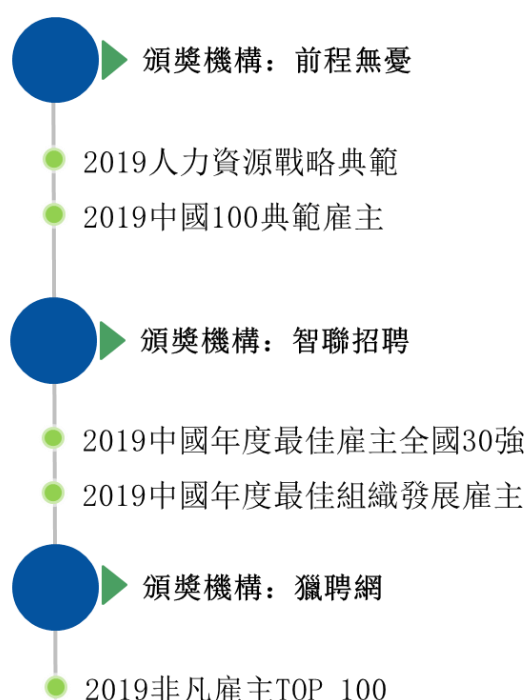 頒獎機構：前程無憂
2019人力資源戰略典範
2019中國100典範雇主
頒獎機構：智聯招聘
2019中國年度最佳雇主全國30強
2019中國年度最佳組織發展雇主
頒獎機構：獵聘網
2019非凡雇主TOP 100